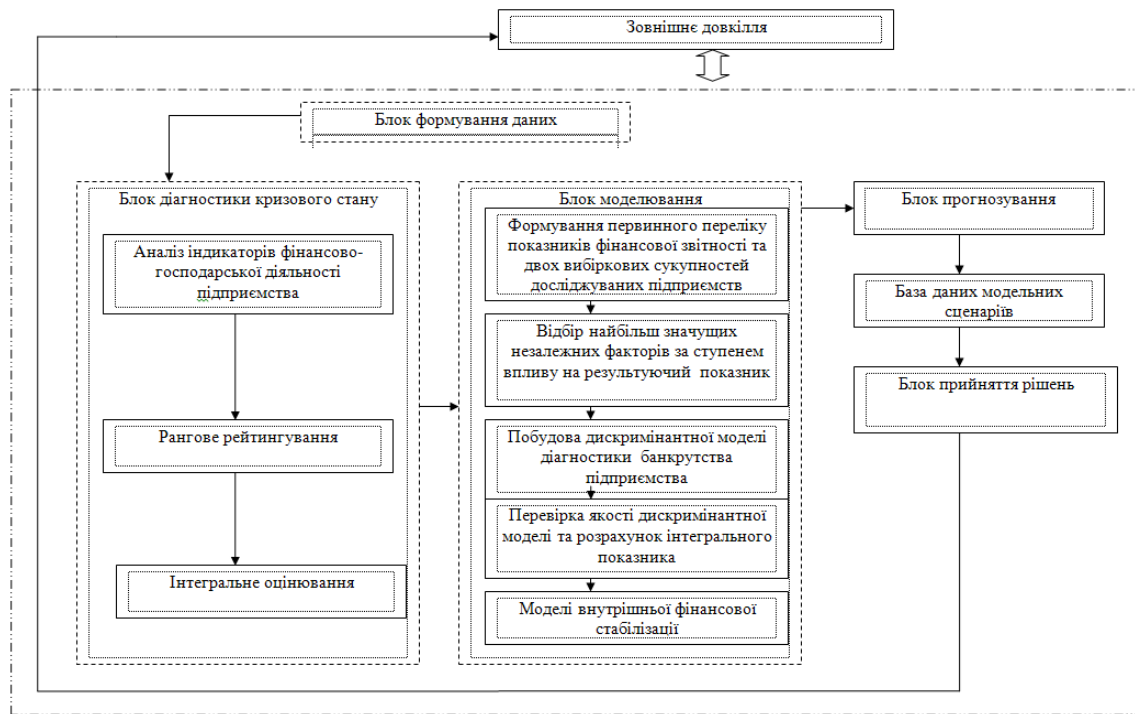 Зовнішнє довкілля
Блок формування даних
Блок діагностики кризового стану
Аналіз індикаторів фінансово-
господарської діяльності
підприємства
Рангове рейтингування
Інтегральне оцінювання
Блок моделювання
Формування первинного переліку
показників фінансової звітності та
двох вибіркових сукупностей
досліджуваних підприємств
Відбір найбільш значущих
незалежних факторів за ступенем
впливу на результуючий показник
Побудова дискримінантної моделі
діагностики банкрутства
підприємства
Перевірка якості дискримінантної
моделі та розрахунок інтегрального
показника
Моделі внутрішньої фінансової
стабілізації
Блок прогнозування
База даних модельних
сценаріїв
Блок прийняття рішень